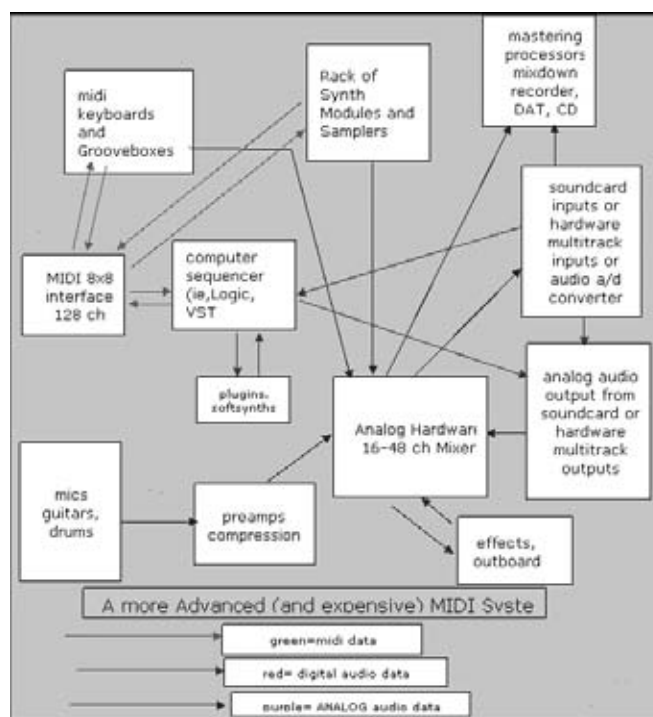 midi
keyboards
and
Grooveboxes
Rack of
Synth
Modules and
Samplers
mastering
processors
mixdown
recorder,
DAT, CD
MIDI 8x8
interface
128 ch
computer
sequencer
(ie,Logic,
VST
soundcard
inputs or
hardware
multitrack
inputs or
audio a/d
converter
plugins,
softsynths
Analog Hardwar
16-48 ch Mixer
analog audio
output from
soundcard or
hardware
multitrack
outputs
mics
guitars,
drums
preamps
compression
effects,
outboard
A more Advanced (and expensive) MIDI Syste
green=midi data
red= digital audio data
purple= ANALOG audio data